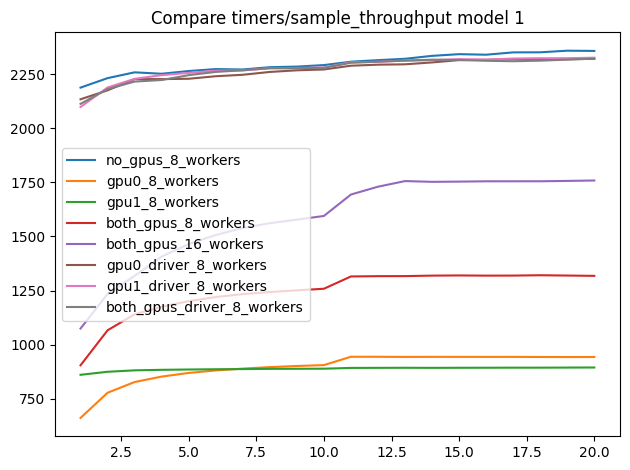 Compare timers/sample_throughput model 1
2250
2000
1750
1500
1250
1000
750
no_gpus_8_workers
gpu0_8_workers
gpu1_8_workers
both_gpus_8_workers
both_gpus_16_workers
gpu0_driver_8_workers
gpu1_driver_8_workers
both_gpus_driver_8_workers
2.5 5.0 7.5 10.0 12.5 15.0 17.5 20.0